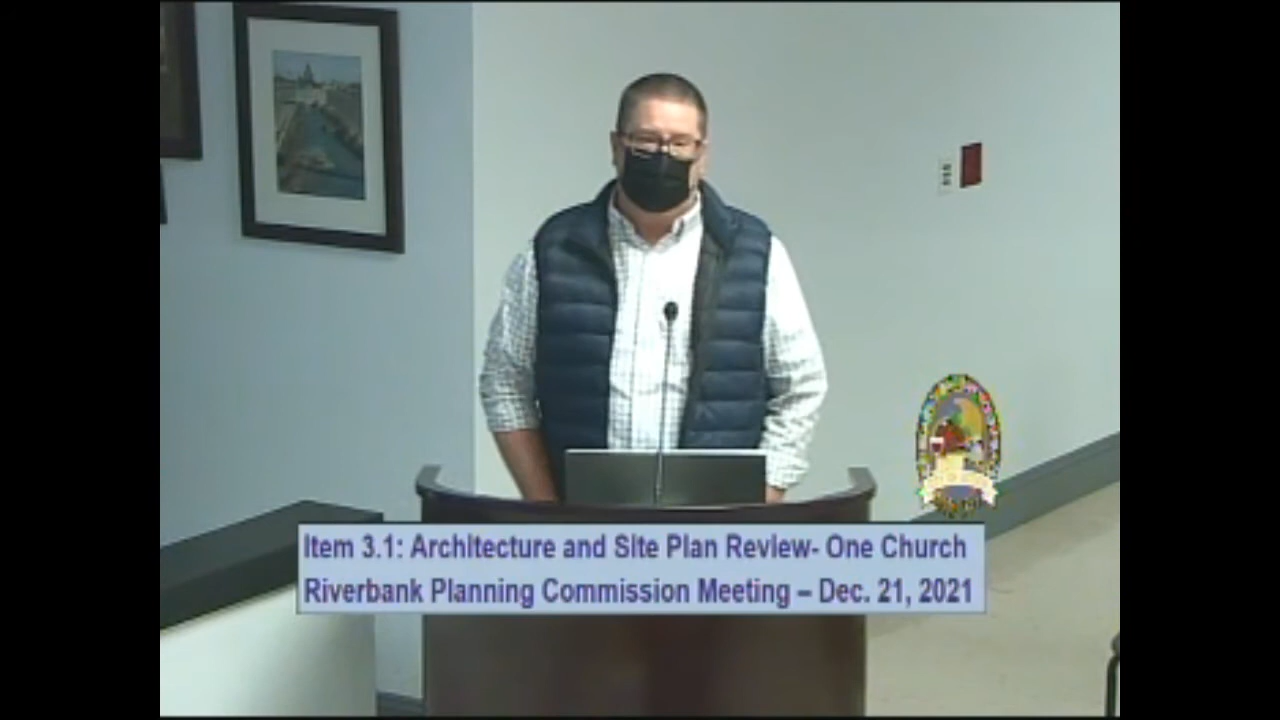 Item 3.1: Architecture and Site Plan Review- One Church
Riverbank Planning Commission Meeting – Dec. 21, 2021